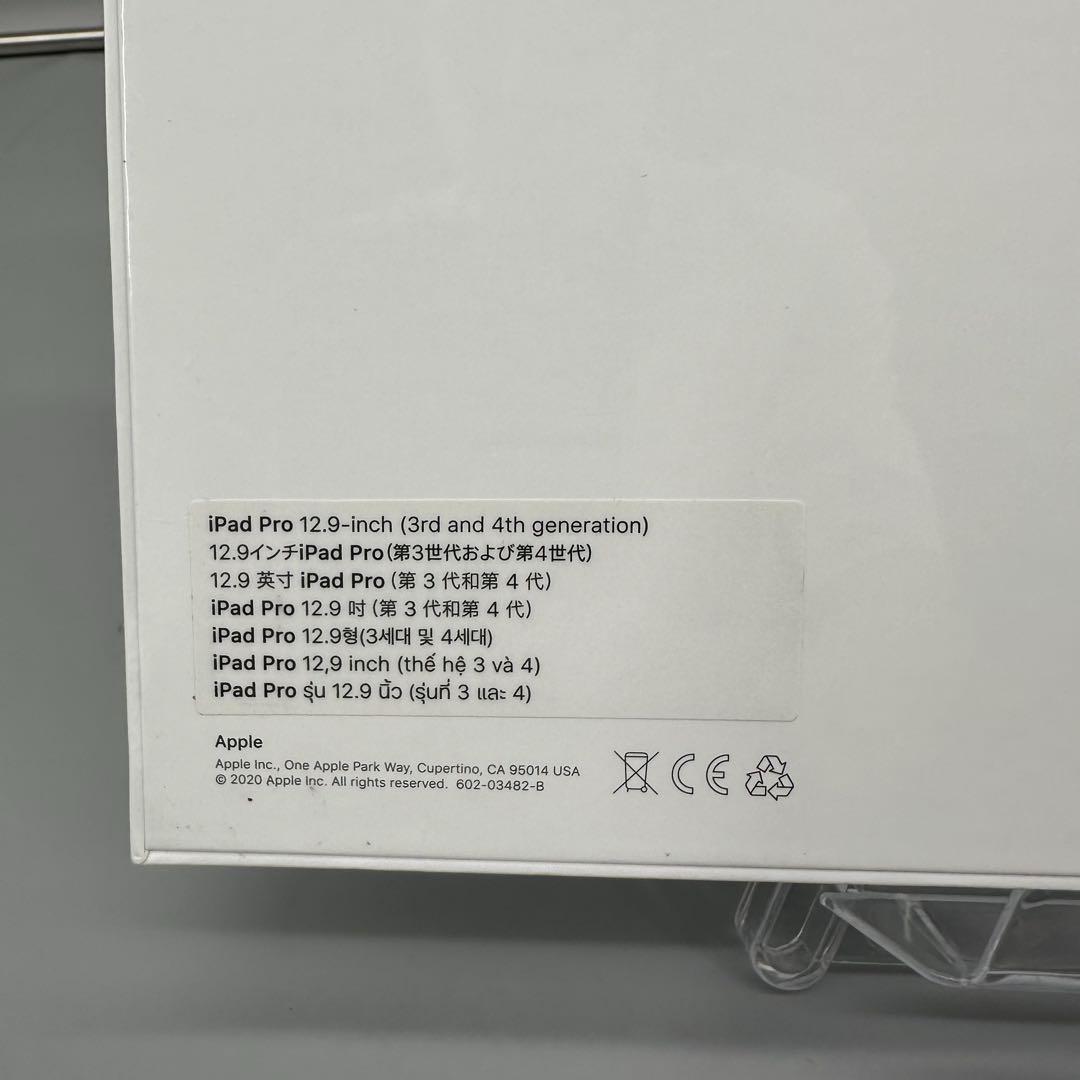 iPad Pro 12.9-inch (3rd and 4th generation)
12.9インチiPad Pro(第3世代および第4世代)
12.9 英寸 iPad Pro (第 3 代和第 4 代)
iPad Pro 12.9 吋 (第 3 代和第 4 代)
iPad Pro 12.9형(3세대 및 4세대)
iPad Pro 12,9 inch (thế hệ 3 và 4)
iPad Pro รุ่น 12.9 นิ้ว (รุ่นที่ 3 และ 4)
Apple
Apple Inc., One Apple Park Way, Cupertino, CA 95014 USA
© 2020 Apple Inc. All rights reserved. 602-03482-B
CE